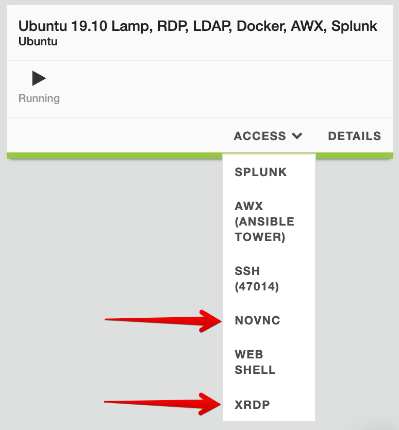 Ubuntu 19.10 Lamp, RDP, LDAP, Docker, AWX, Splunk
Ubuntu
Running
ACCESS DETAILS
SPLUNK
AWX
(ANSIBLE
TOWER)
SSH
(47014)
NOVNC
WEB
SHELL
XRDP